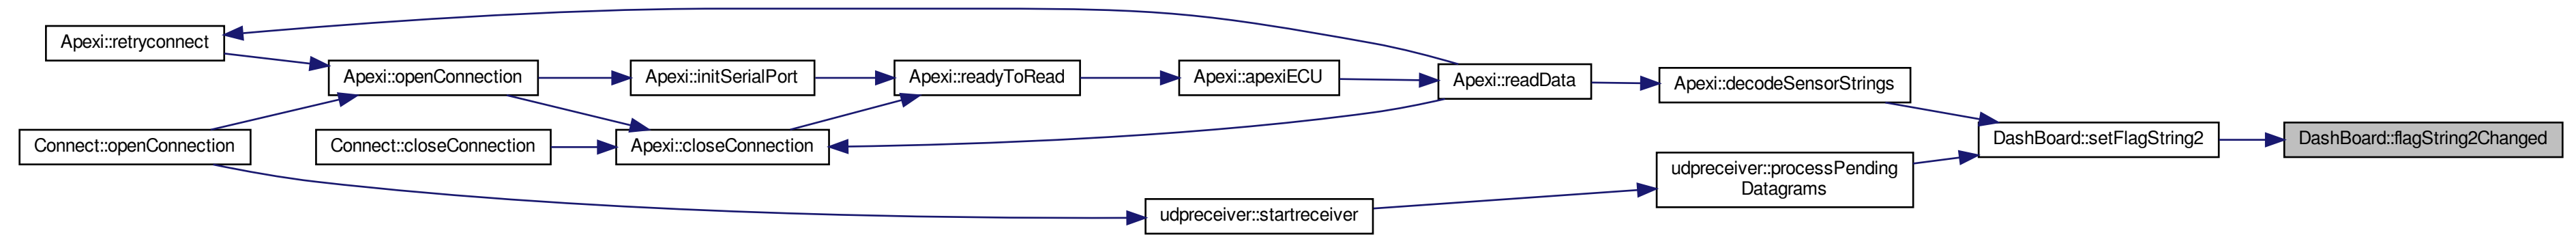 Apexi::retryconnect
Apexi::openConnection
Apexi::initSerialPort
Apexi::readyToRead
Apexi::apexiECU
Apexi::readData
Apexi::decodeSensorStrings
Connect::openConnection
Connect::closeConnection
Apexi::closeConnection
DashBoard::setFlagString2
DashBoard::flagString2Changed
udpreceiver::processPending
Datagrams
udpreceiver::startreceiver